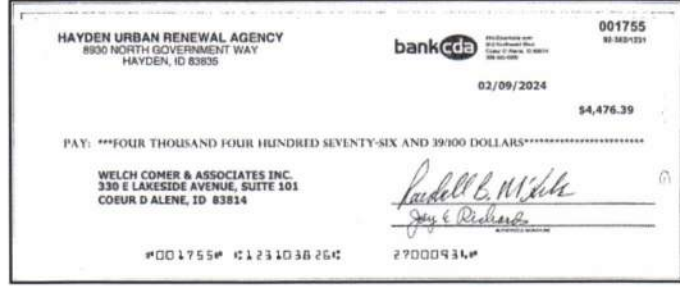 001755
HAYDEN URBAN RENEWAL AGENCY
8930 NORTH GOVERNMENT WAY
HAYDEN, ID 83835
bankcda
02/09/2024
$4,476.39
PAY: ***FOUR THOUSAND FOUR HUNDRED SEVENTY-SIX AND 39/100 DOLLARS************************
WELCH COMER & ASSOCIATES INC.
330 E LAKESIDE AVENUE, SUITE 101
COEUR D ALENE, ID 83814
Jay E Richards
⑈001755⑈ ⑆123103826⑆ 27000934⑈